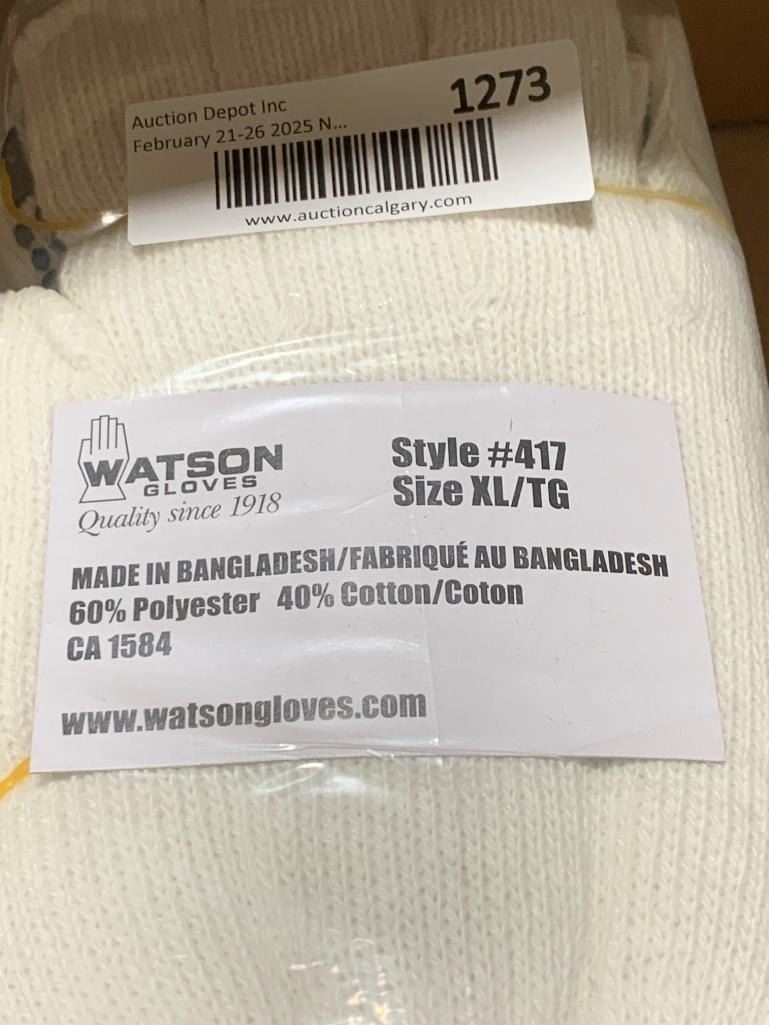 Auction Depot Inc
1273
February 21-26 2025 N...
www.auctioncalgary.com
WATSON
GLOVES
Quality since 1918
Style #417
Size XL/TG
MADE IN BANGLADESH/FABRIQUÉ AU BANGLADESH
60% Polyester 40% Cotton/Coton
CA 1584
www.watsongloves.com